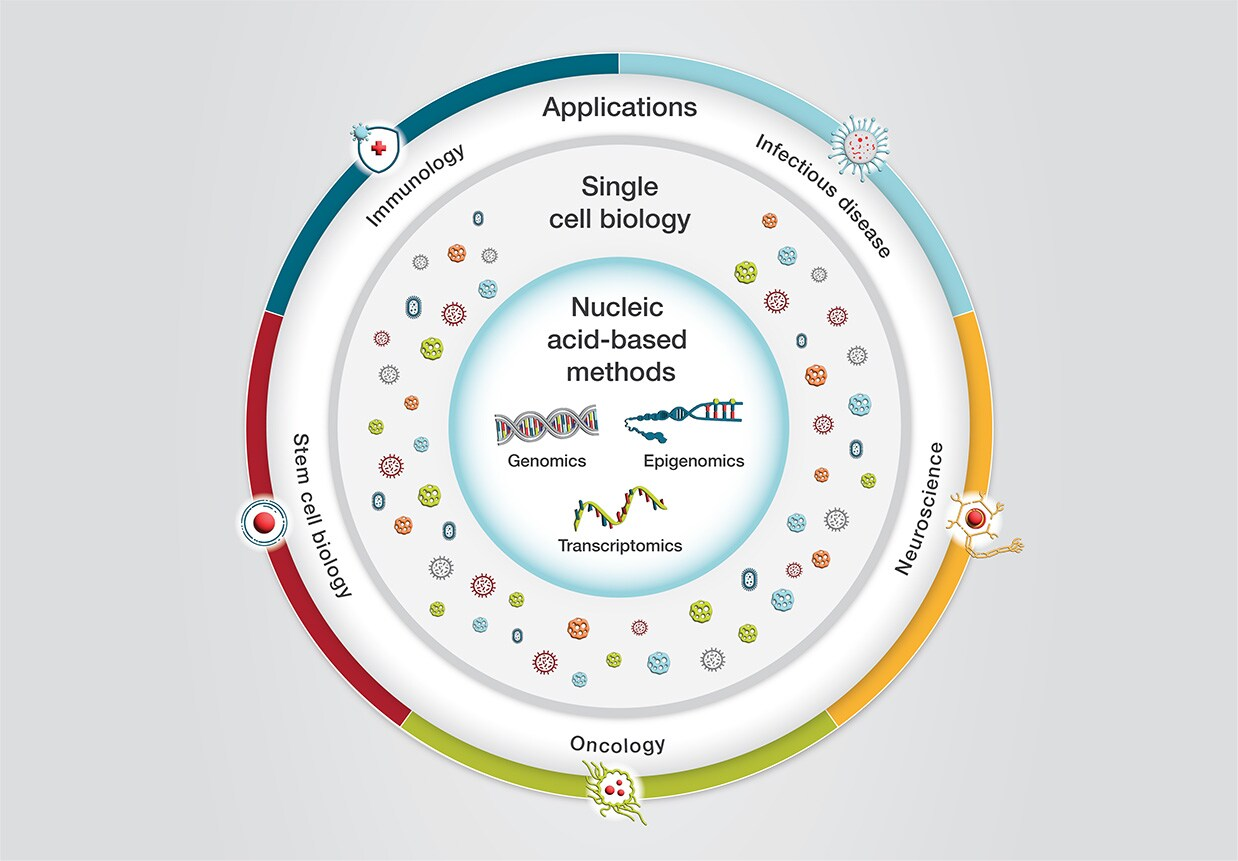 Applications
Immunology
Infectious disease
Single
cell biology
Nucleic
acid-based
methods
Genomics
Epigenomics
Transcriptomics
Stem cell biology
Neuroscience
Oncology